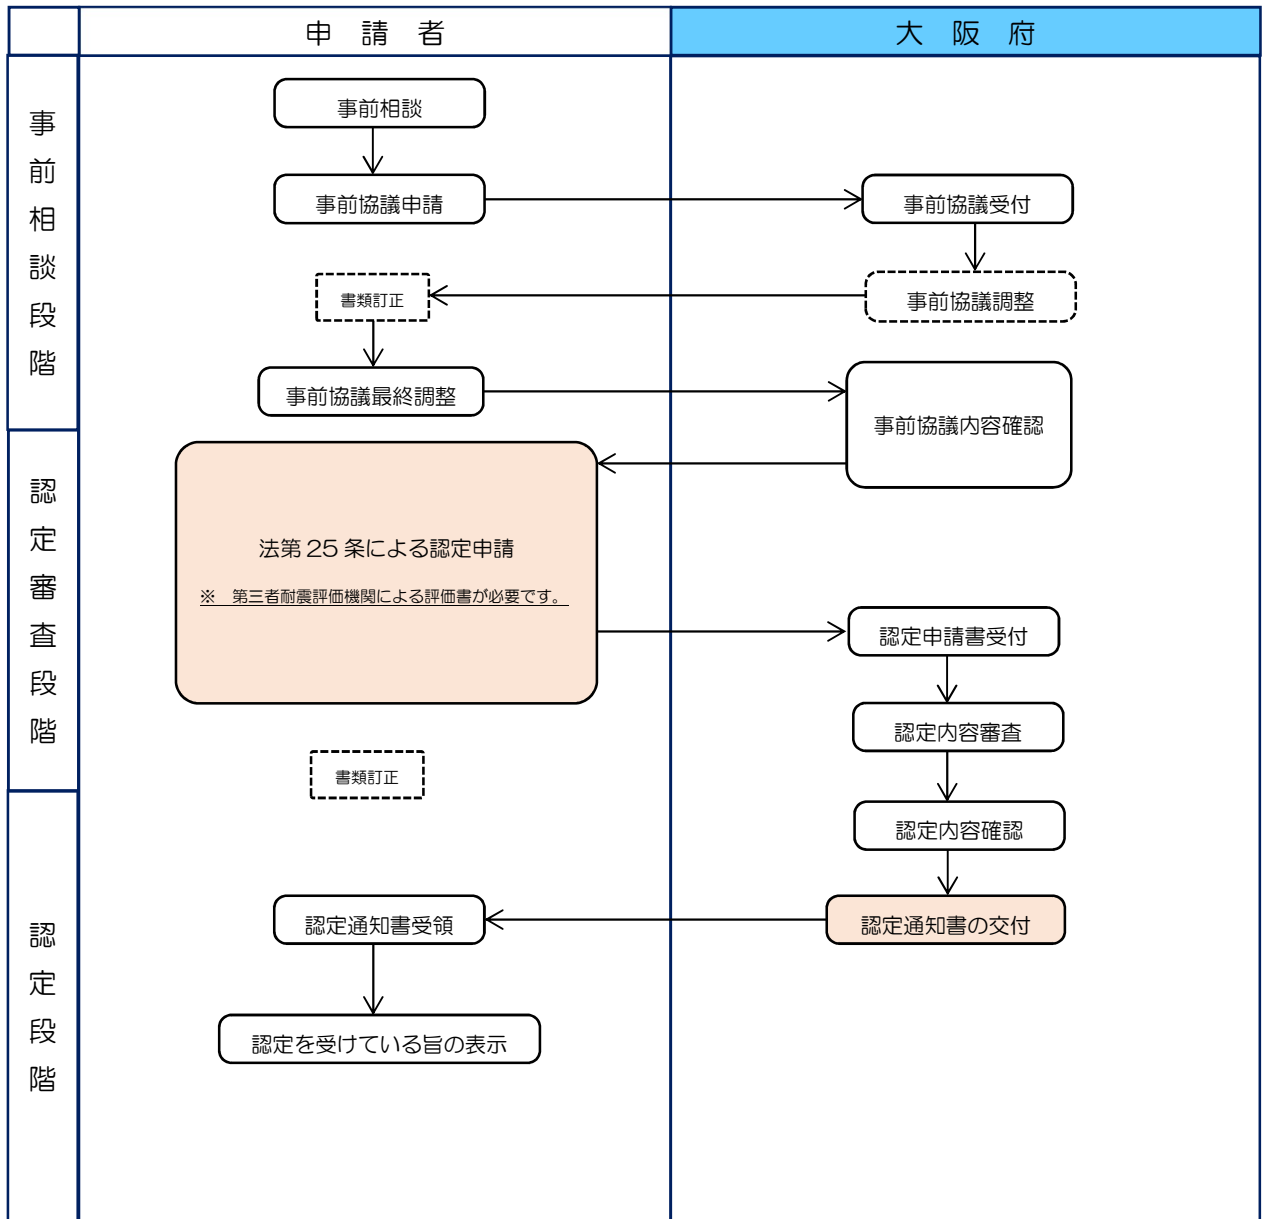 申 請 者
大 阪 府
事前相談段階
事前相談
事前協議申請
事前協議受付
事前協議調整
書類訂正
事前協議最終調整
事前協議内容確認
認定審査段階
法第 25 条による認定申請
※ 第三者耐震評価機関による評価書が必要です。
認定申請書受付
認定内容審査
書類訂正
認定段階
認定内容確認
認定通知書の交付
認定通知書受領
認定を受けている旨の表示